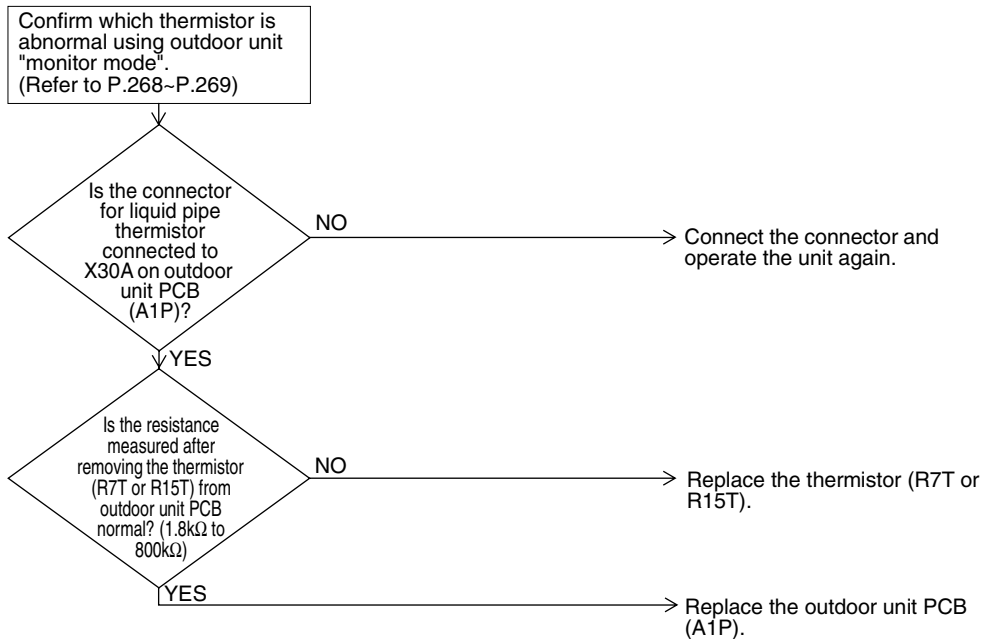 Confirm which thermistor is
abnormal using outdoor unit
"monitor mode".
(Refer to P.268~P.269)
Is the connector
for liquid pipe
thermistor
connected to
X30A on outdoor
unit PCB
(A1P)?
NO
Connect the connector and
operate the unit again.
YES
Is the resistance
measured after
removing the thermistor
(R7T or R15T) from
outdoor unit PCB
normal? (1.8kΩ to
800kΩ)
NO
Replace the thermistor (R7T or
R15T).
YES
Replace the outdoor unit PCB
(A1P).